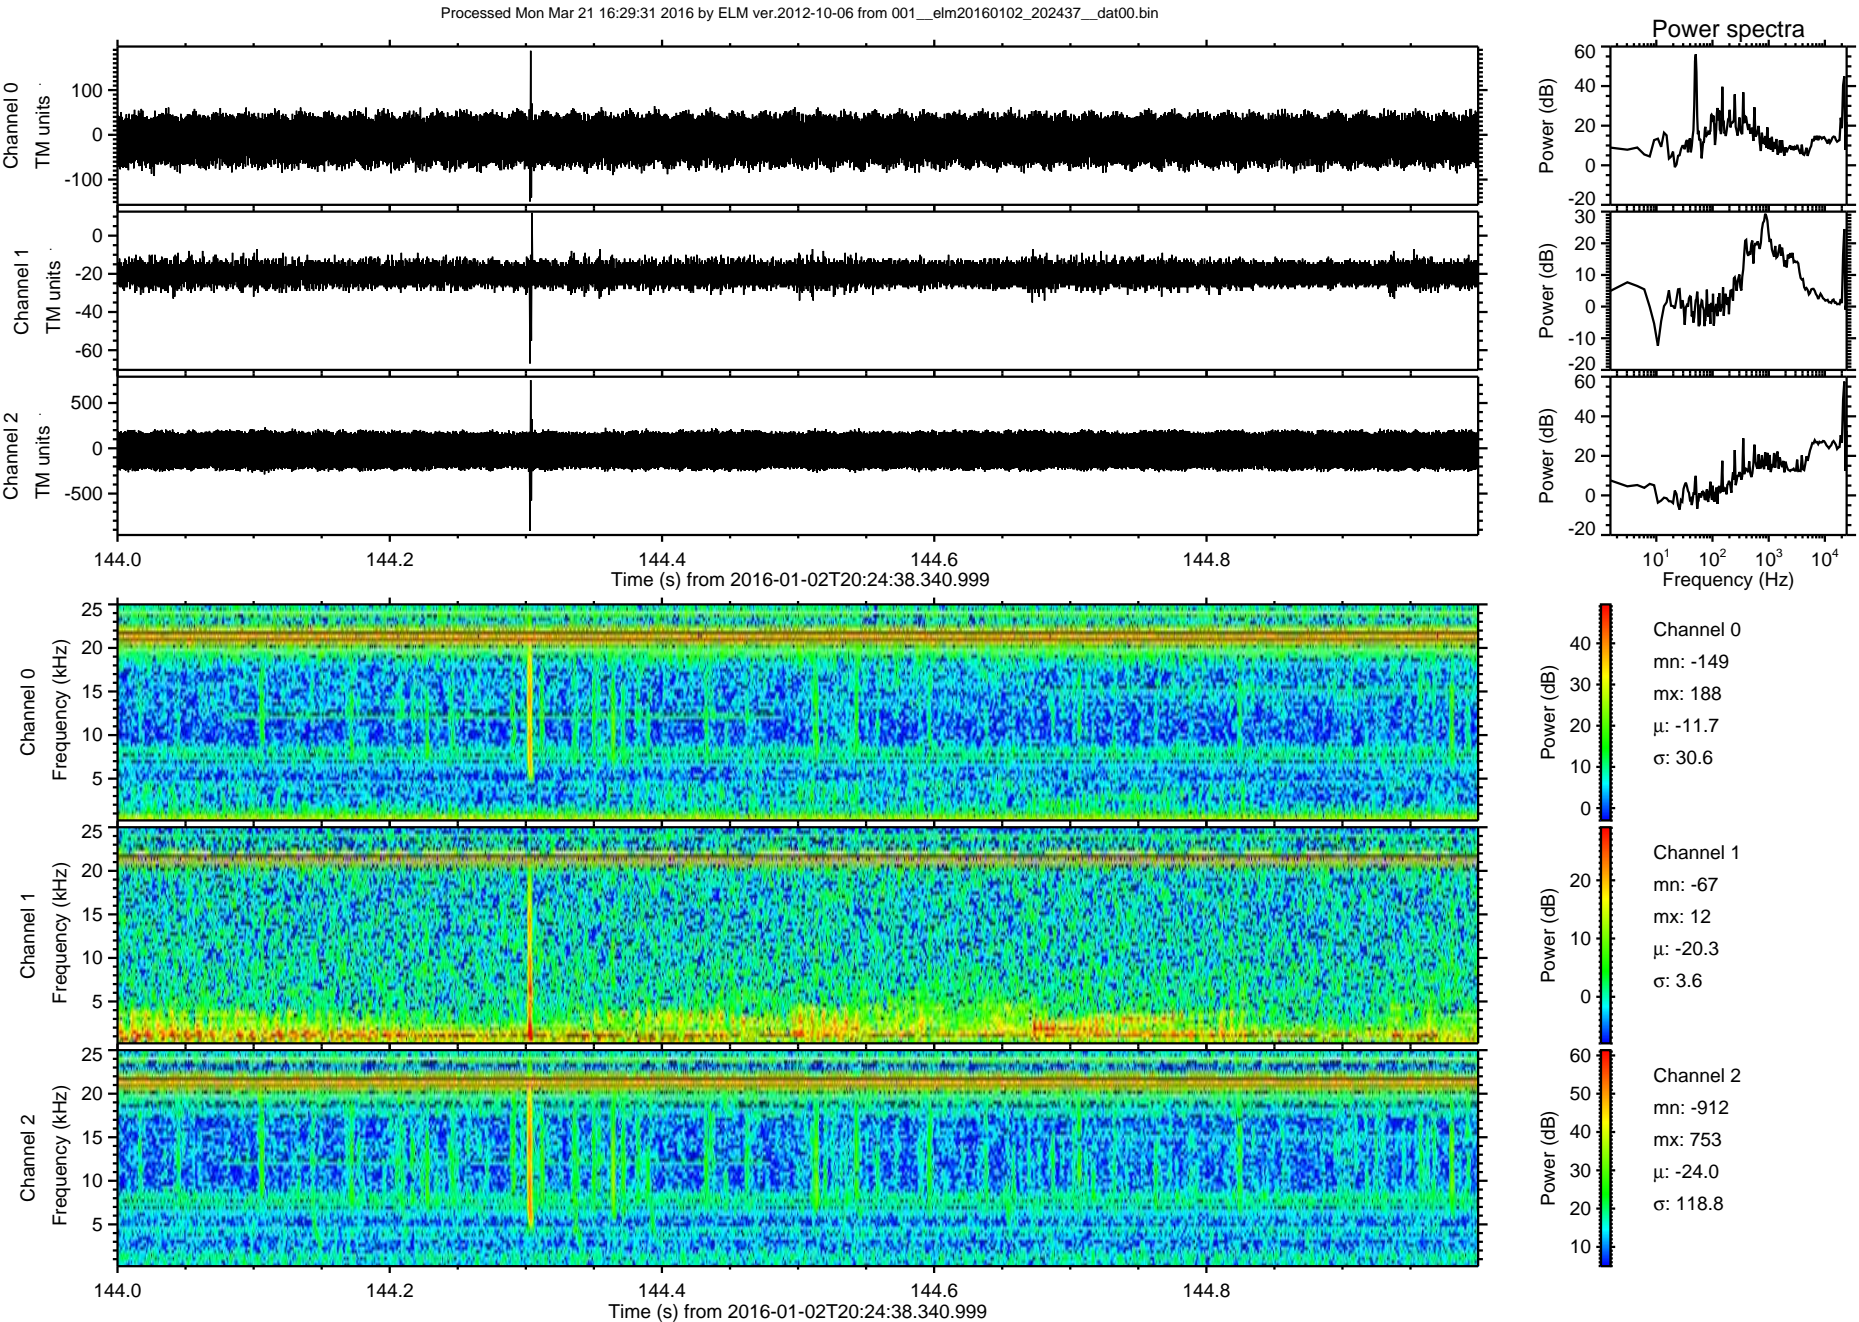 Processed Mon Mar 21 16:29:31 2016 by ELM ver.2012-10-06 from 001__elm20160102_202437__dat00.bin
Power spectra
Channel 0
TM units
100
0
-100
Power (dB)
60
40
20
0
-20
Channel 1
TM units
0
-20
-40
-60
Power (dB)
30
20
10
0
-10
-20
Channel 2
TM units
500
0
-500
Power (dB)
60
40
20
0
-20
144.0 144.2 144.4 144.6 144.8
Time (s) from 2016-01-02T20:24:38.340.999
10^1 10^2 10^3 10^4
Frequency (Hz)
Channel 0
Frequency (kHz)
25
20
15
10
5
Power (dB)
40
30
20
10
0
Channel 0
mn: -149
mx: 188
μ: -11.7
σ: 30.6
Channel 1
Frequency (kHz)
25
20
15
10
5
Power (dB)
20
10
0
Channel 1
mn: -67
mx: 12
μ: -20.3
σ: 3.6
Channel 2
Frequency (kHz)
25
20
15
10
5
Power (dB)
60
50
40
30
20
10
Channel 2
mn: -912
mx: 753
μ: -24.0
σ: 118.8
144.0 144.2 144.4 144.6 144.8
Time (s) from 2016-01-02T20:24:38.340.999